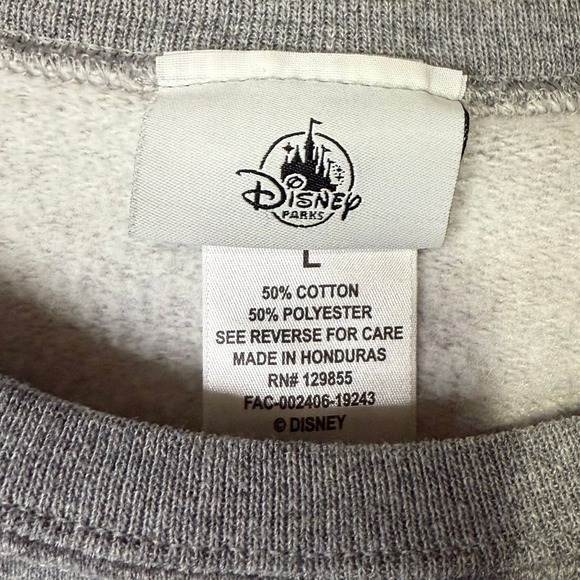 Disney
PARKS
L
50% COTTON
50% POLYESTER
SEE REVERSE FOR CARE
MADE IN HONDURAS
RN# 129855
FAC-002406-19243
© DISNEY